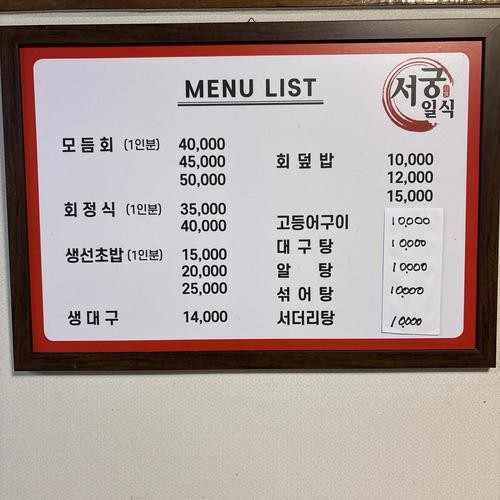 MENU LIST
서궁
일식
모듬회 (1인분) 40,000
45,000
50,000
회정식 (1인분) 35,000
40,000
생선초밥 (1인분) 15,000
20,000
25,000
생대구 14,000
회덮밥 10,000
12,000
15,000
고등어구이 10,000
대구탕 10,000
알탕 10,000
섞어탕 10,000
서더리탕 10,000